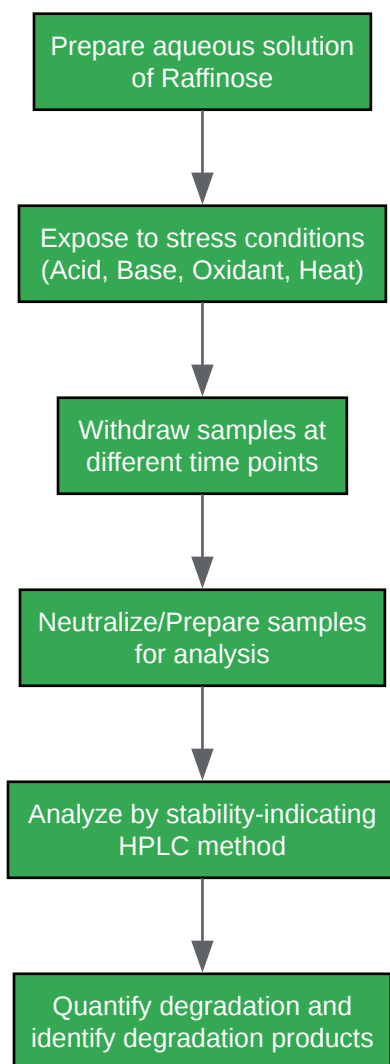 Prepare aqueous solution
of Raffinose
Expose to stress conditions
(Acid, Base, Oxidant, Heat)
Withdraw samples at
different time points
Neutralize/Prepare samples
for analysis
Analyze by stability-indicating
HPLC method
Quantify degradation and
identify degradation products